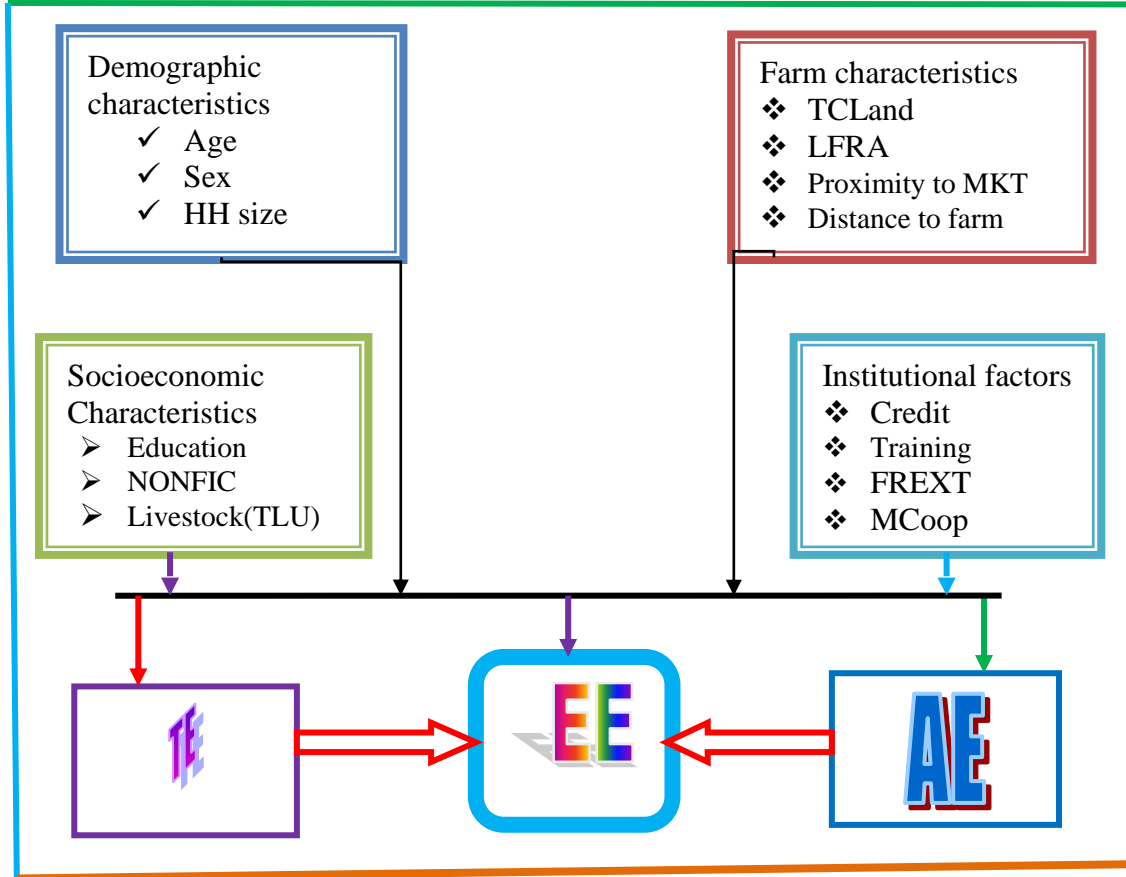 Demographic
characteristics
✓ Age
✓ Sex
✓ HH size
Farm characteristics
❖ TCLand
❖ LFRA
❖ Proximity to MKT
❖ Distance to farm
Socioeconomic
Characteristics
➢ Education
➢ NONFIC
➢ Livestock(TLU)
Institutional factors
❖ Credit
❖ Training
❖ FREXT
❖ MCoop
TE
EE
AE